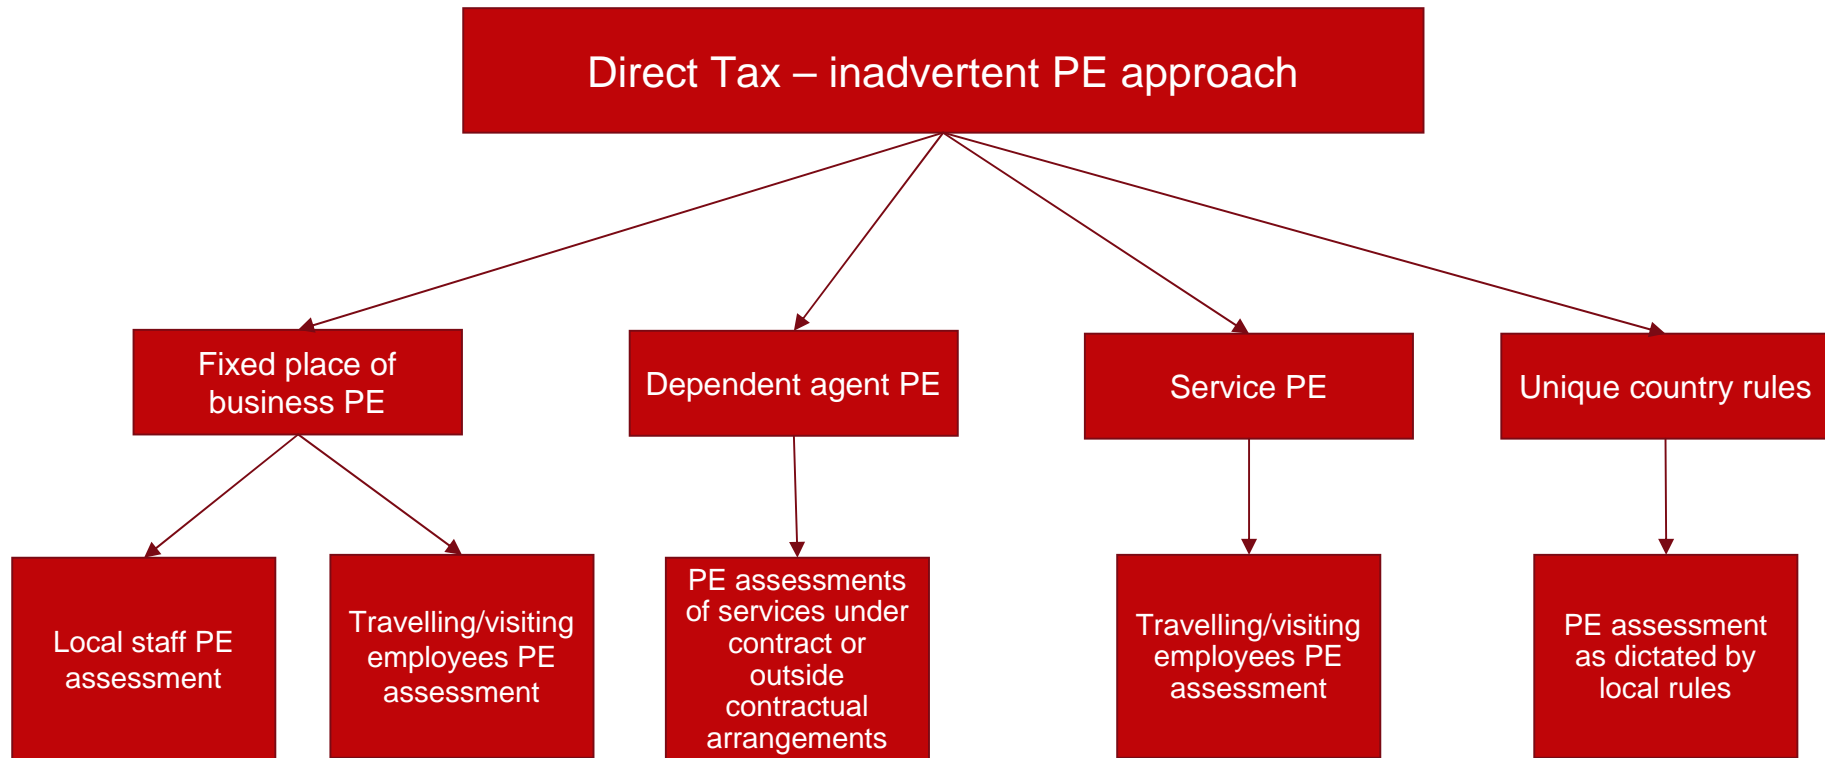 Direct Tax – inadvertent PE approach
Fixed place of
business PE
Dependent agent PE
Service PE
Unique country rules
Local staff PE
assessment
Travelling/visiting
employees PE
assessment
PE assessments
of services under
contract or
outside
contractual
arrangements
Travelling/visiting
employees PE
assessment
PE assessment
as dictated by
local rules